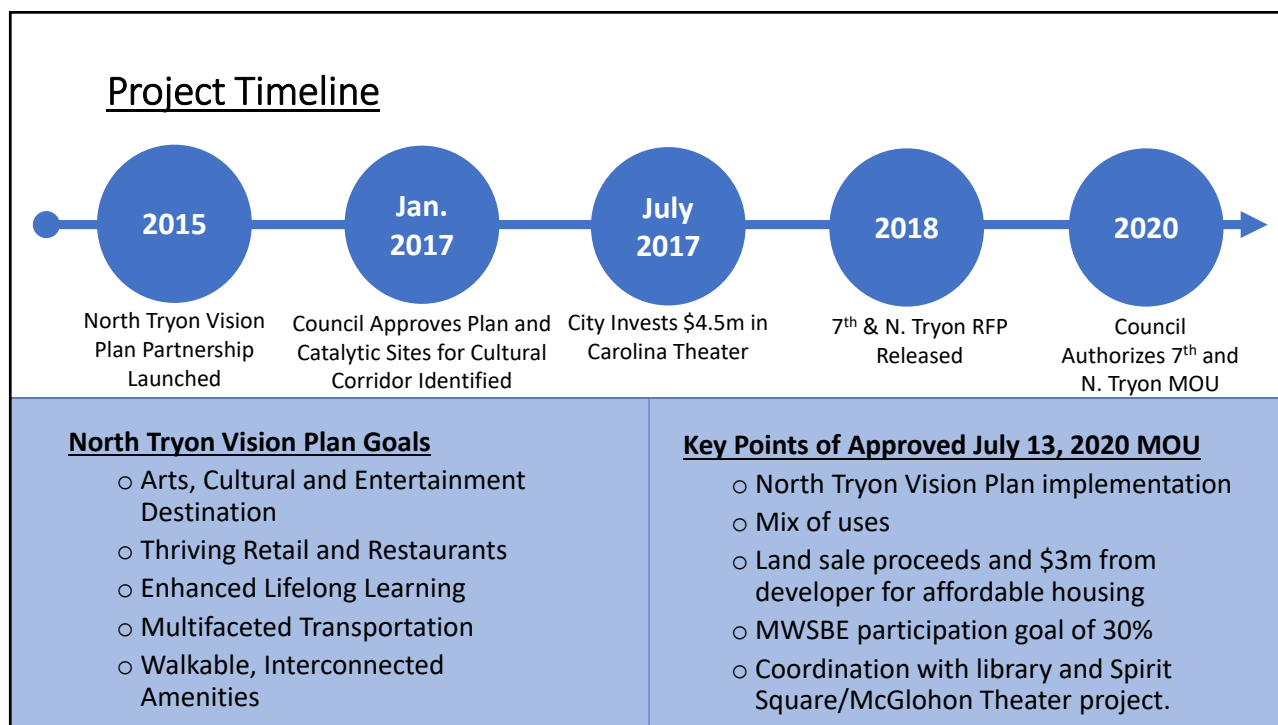 Project Timeline
2015
North Tryon Vision
Plan Partnership
Launched
Jan.
2017
Council Approves Plan and
Catalytic Sites for Cultural
Corridor Identified
July
2017
City Invests $4.5m in
Carolina Theater
2018
7th & N. Tryon RFP
Released
2020
Council
Authorizes 7th and
N. Tryon MOU
North Tryon Vision Plan Goals
○ Arts, Cultural and Entertainment
Destination
○ Thriving Retail and Restaurants
○ Enhanced Lifelong Learning
○ Multifaceted Transportation
○ Walkable, Interconnected
Amenities
Key Points of Approved July 13, 2020 MOU
○ North Tryon Vision Plan implementation
○ Mix of uses
○ Land sale proceeds and $3m from
developer for affordable housing
○ MWSBE participation goal of 30%
○ Coordination with library and Spirit
Square/McGlohon Theater project.